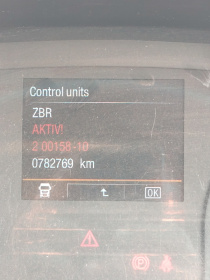 Control units
ZBR
AKTIV!
2 00158-10
0782769 km
OK